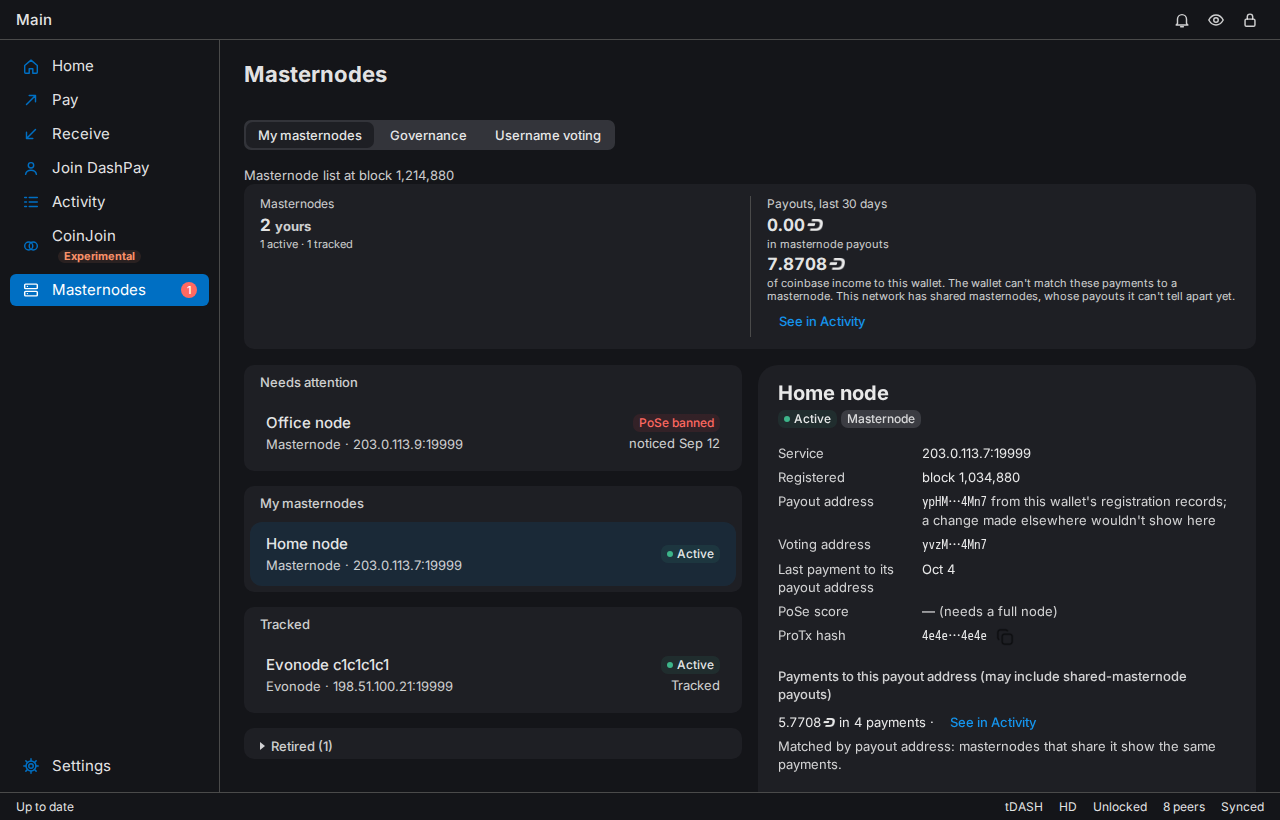 Main
Home
Pay
Receive
Join DashPay
Activity
CoinJoin
Experimental
Masternodes
1
Settings
Masternodes
My masternodes
Governance
Username voting
Masternode list at block 1,214,880
Masternodes
2 yours
1 active · 1 tracked
Payouts, last 30 days
0.00
in masternode payouts
7.8708
of coinbase income to this wallet. The wallet can't match these payments to a
masternode. This network has shared masternodes, whose payouts it can't tell apart yet.
See in Activity
Needs attention
Office node
PoSe banned
Masternode · 203.0.113.9:19999
noticed Sep 12
My masternodes
Home node
Active
Masternode · 203.0.113.7:19999
Tracked
Evonode c1c1c1c1
Active
Evonode · 198.51.100.21:19999
Tracked
Retired (1)
Home node
Active
Masternode
Service 203.0.113.7:19999
Registered block 1,034,880
Payout address ypHM…4Mn7 from this wallet's registration records;
a change made elsewhere wouldn't show here
Voting address yvzM…4Mn7
Last payment to its Oct 4
payout address
PoSe score — (needs a full node)
ProTx hash 4e4e…4e4e
Payments to this payout address (may include shared-masternode
payouts)
5.7708 in 4 payments · See in Activity
Matched by payout address: masternodes that share it show the same
payments.
Up to date
tDASH
HD
Unlocked
8 peers
Synced